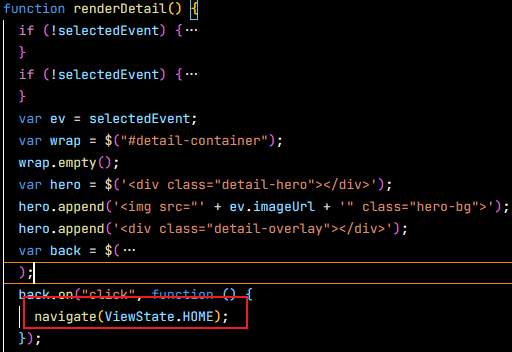 function renderDetail() {
if (!selectedEvent) {…
}
if (!selectedEvent) {…
}
var ev = selectedEvent;
var wrap = $("#detail-container");
wrap.empty();
var hero = $('<div class="detail-hero"></div>');
hero.append('<img src="' + ev.imageUrl + '" class="hero-bg">');
hero.append('<div class="detail-overlay"></div>');
var back = $(…
);
back.on("click", function () {
navigate(ViewState.HOME);
});